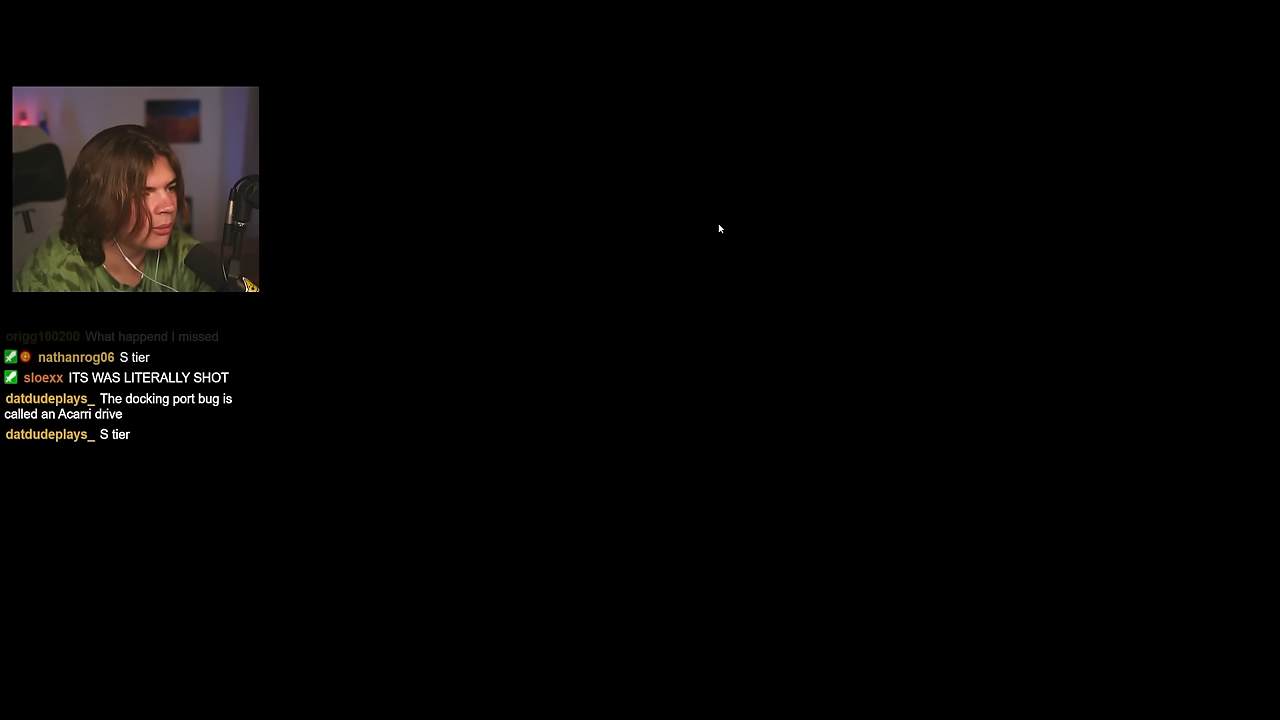 origg100200 What happend I missed
nathanrog06 S tier
sloexx ITS WAS LITERALLY SHOT
datdudeplays_ The docking port bug is
called an Acarri drive
datdudeplays_ S tier